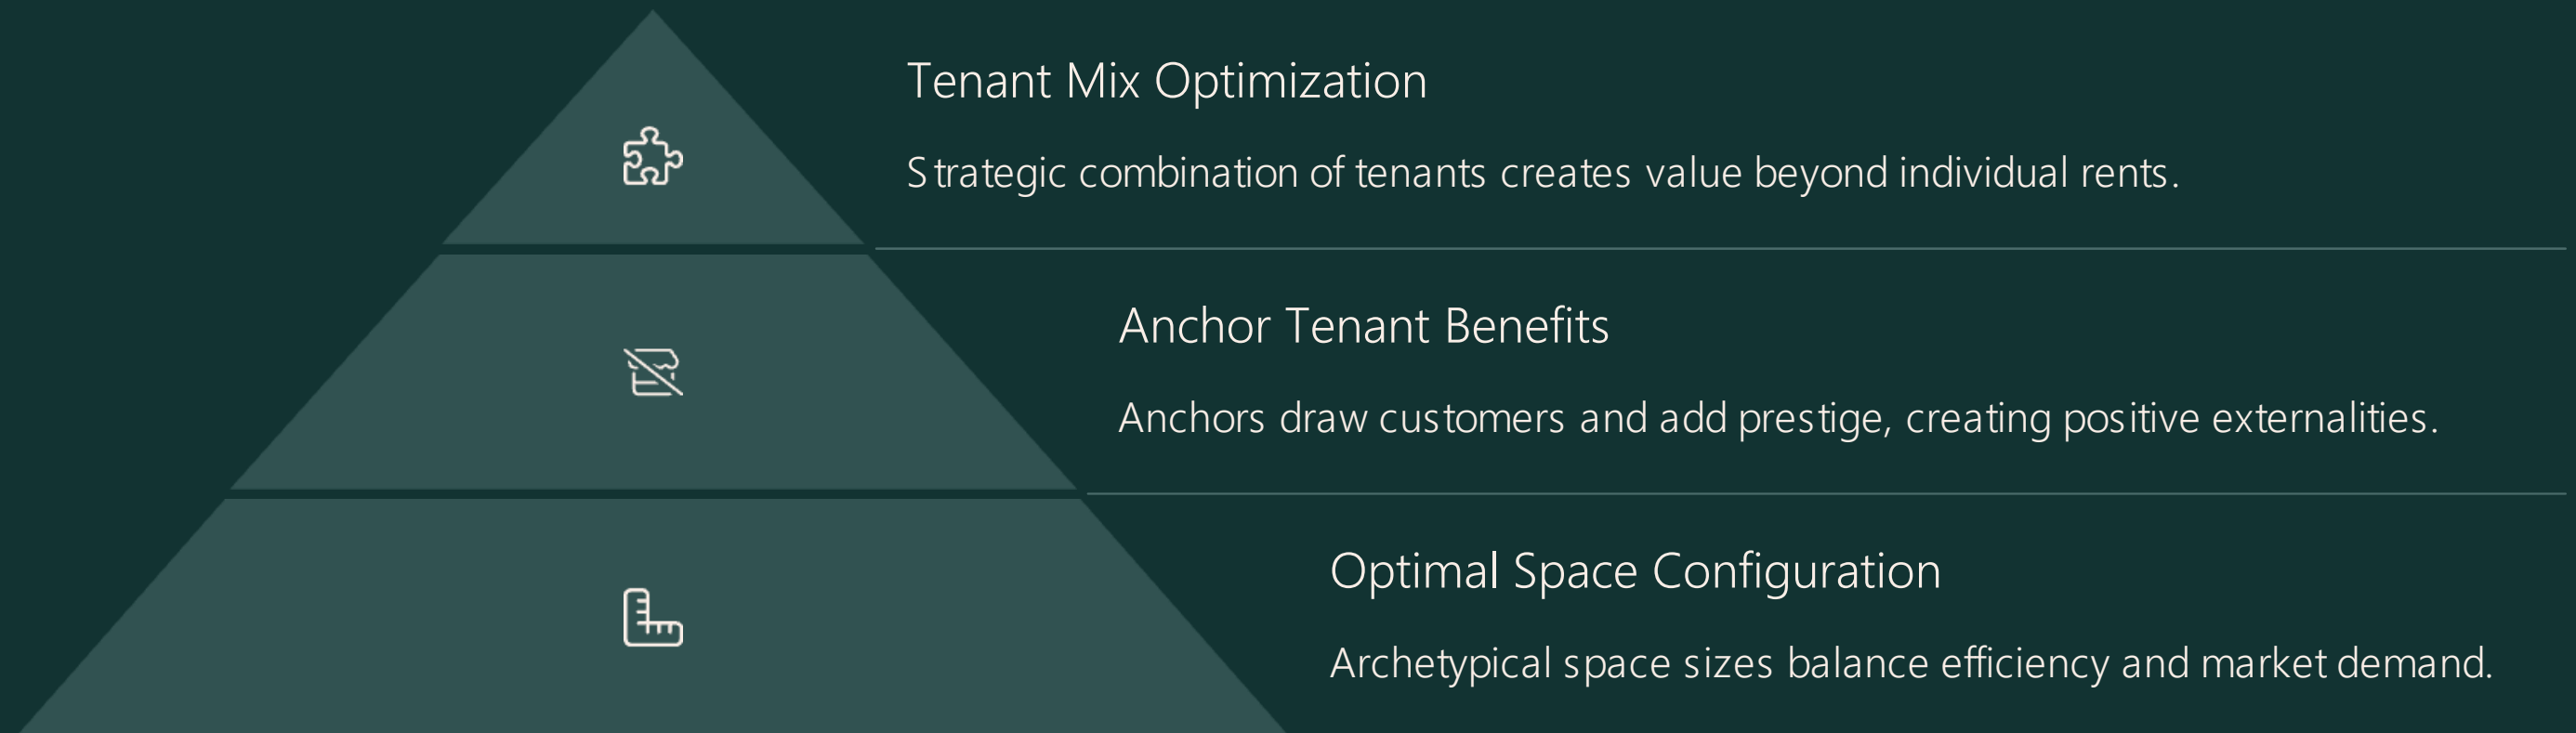 Tenant Mix Optimization
Strategic combination of tenants creates value beyond individual rents.
Anchor Tenant Benefits
Anchors draw customers and add prestige, creating positive externalities.
Optimal Space Configuration
Archetypical space sizes balance efficiency and market demand.